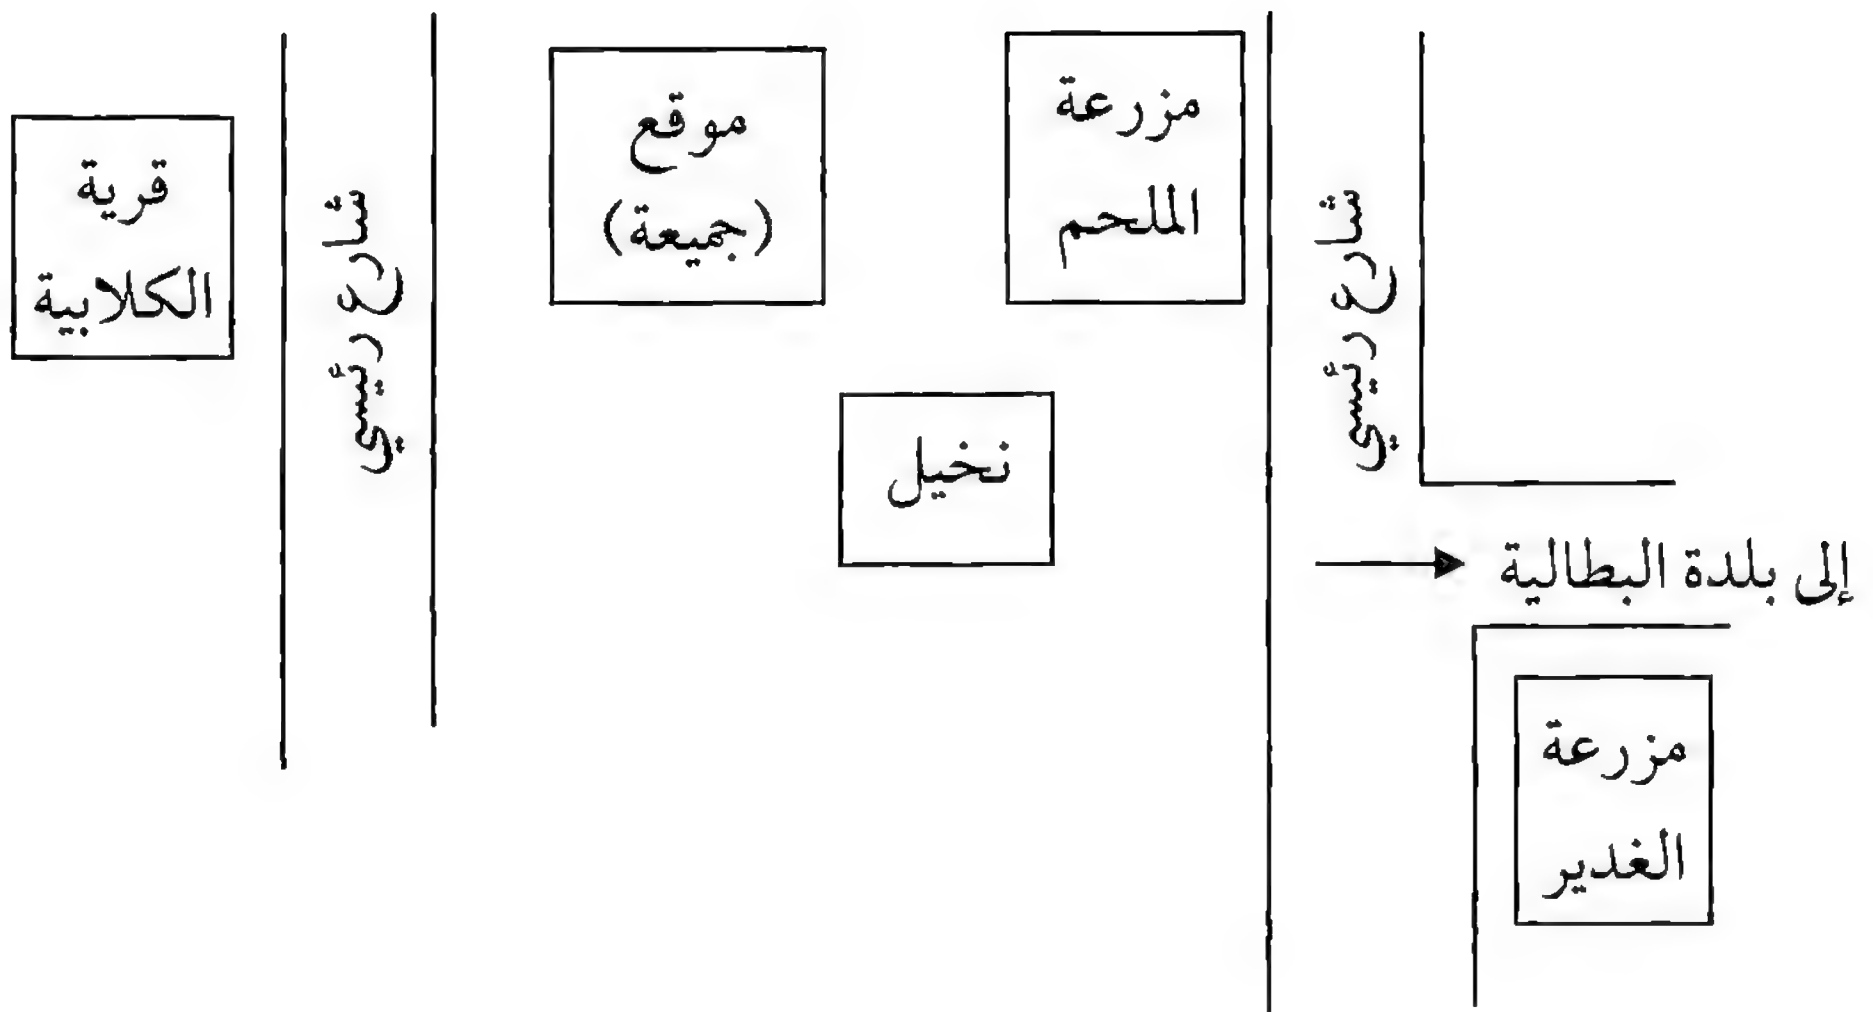 مزرعة
الملحم
موقع
(جميعة)
قرية
الكلابية
شارع رئيسي
شارع رئيسي
نخيل
إلى بلدة البطالية
مزرعة
الغدير